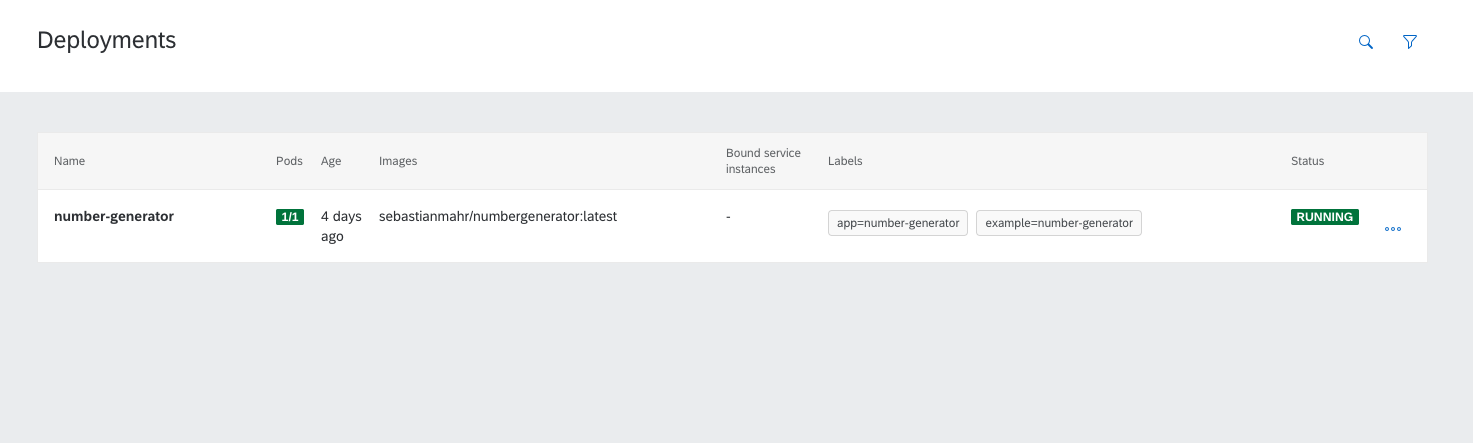 Deployments
Name Pods Age Images Bound service instances Labels Status
number-generator 1/1 4 days ago sebastianmahr/numbergenerator:latest - app=number-generator example=number-generator RUNNING